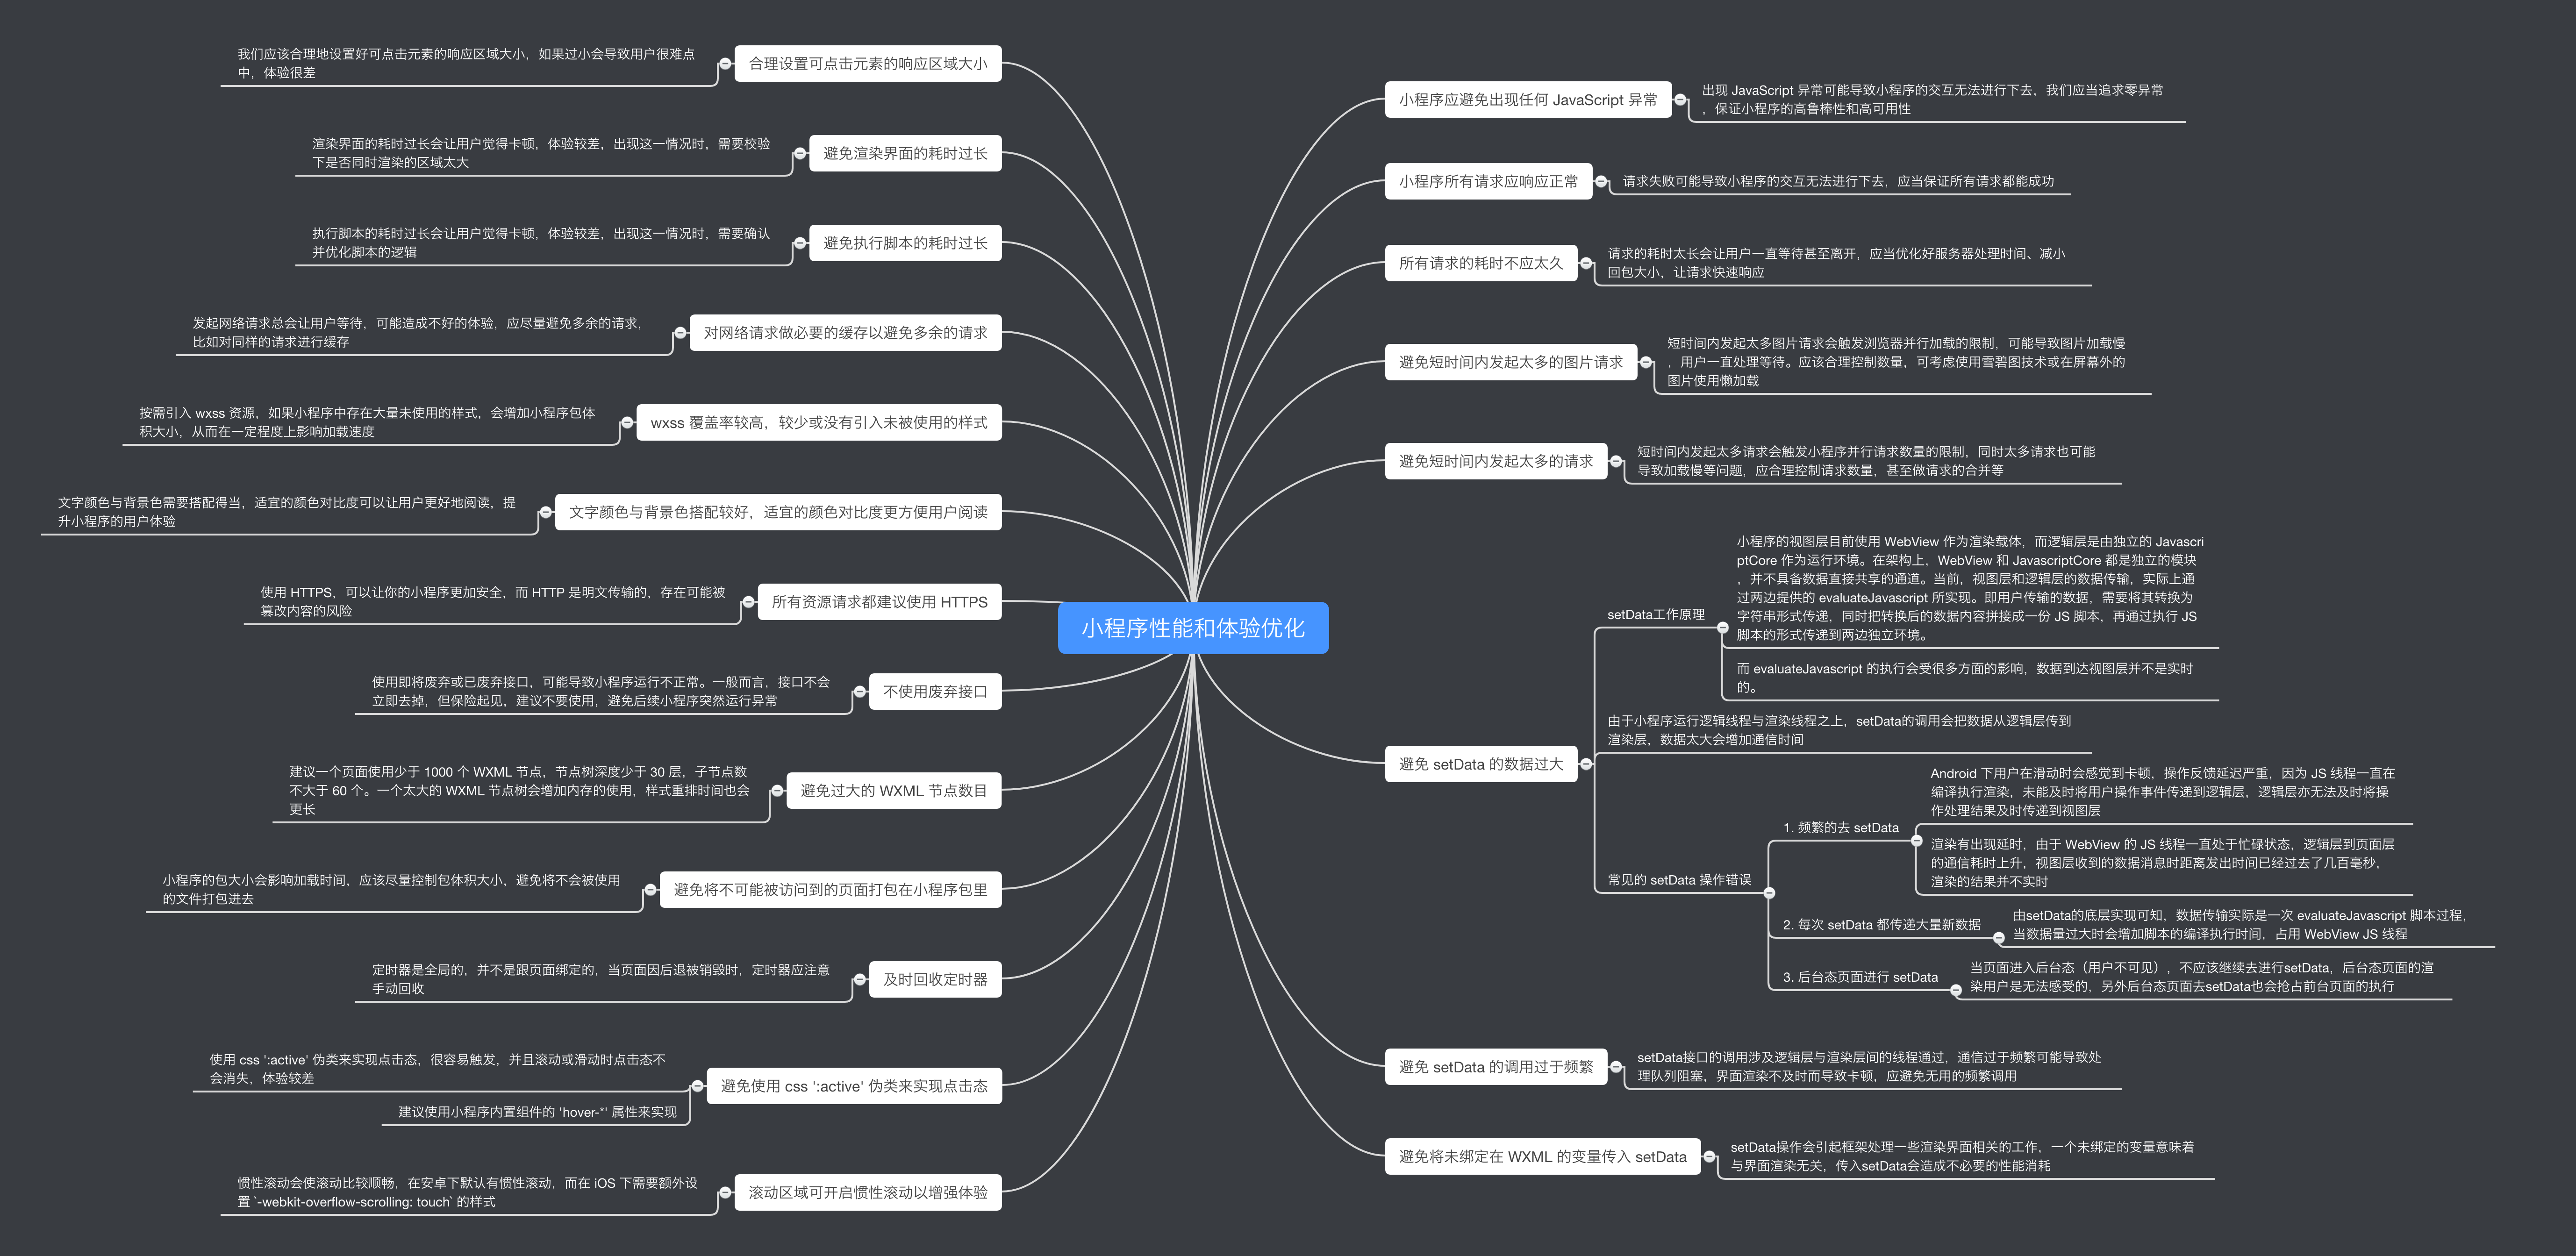 小程序性能和体验优化
小程序应避免出现任何 JavaScript 异常
出现 JavaScript 异常可能导致小程序的交互无法进行下去，我们应当追求零异常
，保证小程序的高鲁棒性和高可用性
小程序所有请求应响应正常
请求失败可能导致小程序的交互无法进行下去，应当保证所有请求都能成功
所有请求的耗时不应太久
请求的耗时太长会让用户一直等待甚至离开，应当优化好服务器处理时间、减小
回包大小，让请求快速响应
避免短时间内发起太多的图片请求
短时间内发起太多图片请求会触发浏览器并行加载的限制，可能导致图片加载慢
，用户一直处理等待。应该合理控制数量，可考虑使用雪碧图技术或在屏幕外的
图片使用懒加载
避免短时间内发起太多的请求
短时间内发起太多请求会触发小程序并行请求数量的限制，同时太多请求也可能
导致加载慢等问题，应合理控制请求数量，甚至做请求的合并等
避免 setData 的数据过大
setData工作原理
小程序的视图层目前使用 WebView 作为渲染载体，而逻辑层是由独立的 Javascri
ptCore 作为运行环境。在架构上，WebView 和 JavascriptCore 都是独立的模块
，并不具备数据直接共享的通道。当前，视图层和逻辑层的数据传输，实际上通
过两边提供的 evaluateJavascript 所实现。即用户传输的数据，需要将其转换为
字符串形式传递，同时把转换后的数据内容拼接成一份 JS 脚本，再通过执行 JS
脚本的形式传递到两边独立环境。
而 evaluateJavascript 的执行会受很多方面的影响，数据到达视图层并不是实时
的。
由于小程序运行逻辑线程与渲染线程之上，setData的调用会把数据从逻辑层传到
渲染层，数据太大会增加通信时间
常见的 setData 操作错误
1. 频繁的去 setData
Android 下用户在滑动时会感觉到卡顿，操作反馈延迟严重，因为 JS 线程一直在
编译执行渲染，未能及时将用户操作事件传递到逻辑层，逻辑层亦无法及时将操
作处理结果及时传递到视图层
渲染有出现延时，由于 WebView 的 JS 线程一直处于忙碌状态，逻辑层到页面层
的通信耗时上升，视图层收到的数据消息时距离发出时间已经过去了几百毫秒，
渲染的结果并不实时
2. 每次 setData 都传递大量新数据
由setData的底层实现可知，数据传输实际是一次 evaluateJavascript 脚本过程，
当数据量过大时会增加脚本的编译执行时间，占用 WebView JS 线程
3. 后台态页面进行 setData
当页面进入后台态（用户不可见），不应该继续去进行setData，后台态页面的渲
染用户是无法感受的，另外后台态页面去setData也会抢占前台页面的执行
避免 setData 的调用过于频繁
setData接口的调用涉及逻辑层与渲染层间的线程通过，通信过于频繁可能导致处
理队列阻塞，界面渲染不及时而导致卡顿，应避免无用的频繁调用
避免将未绑定在 WXML 的变量传入 setData
setData操作会引起框架处理一些渲染界面相关的工作，一个未绑定的变量意味着
与界面渲染无关，传入setData会造成不必要的性能消耗
合理设置可点击元素的响应区域大小
我们应该合理地设置好可点击元素的响应区域大小，如果过小会导致用户很难点
中，体验很差
避免渲染界面的耗时过长
渲染界面的耗时过长会让用户觉得卡顿，体验较差，出现这一情况时，需要校验
下是否同时渲染的区域太大
避免执行脚本的耗时过长
执行脚本的耗时过长会让用户觉得卡顿，体验较差，出现这一情况时，需要确认
并优化脚本的逻辑
对网络请求做必要的缓存以避免多余的请求
发起网络请求总会让用户等待，可能造成不好的体验，应尽量避免多余的请求，
比如对同样的请求进行缓存
wxss 覆盖率较高，较少或没有引入未被使用的样式
按需引入 wxss 资源，如果小程序中存在大量未使用的样式，会增加小程序包体
积大小，从而在一定程度上影响加载速度
文字颜色与背景色搭配较好，适宜的颜色对比度更方便用户阅读
文字颜色与背景色需要搭配得当，适宜的颜色对比度可以让用户更好地阅读，提
升小程序的用户体验
所有资源请求都建议使用 HTTPS
使用 HTTPS，可以让你的小程序更加安全，而 HTTP 是明文传输的，存在可能被
篡改内容的风险
不使用废弃接口
使用即将废弃或已废弃接口，可能导致小程序运行不正常。一般而言，接口不会
立即去掉，但保险起见，建议不要使用，避免后续小程序突然运行异常
避免过大的 WXML 节点数目
建议一个页面使用少于 1000 个 WXML 节点，节点树深度少于 30 层，子节点数
不大于 60 个。一个太大的 WXML 节点树会增加内存的使用，样式重排时间也会
更长
避免将不可能被访问到的页面打包在小程序包里
小程序的包大小会影响加载时间，应该尽量控制包体积大小，避免将不会被使用
的文件打包进去
及时回收定时器
定时器是全局的，并不是跟页面绑定的，当页面因后退被销毁时，定时器应注意
手动回收
避免使用 css ':active' 伪类来实现点击态
使用 css ':active' 伪类来实现点击态，很容易触发，并且滚动或滑动时点击态不
会消失，体验较差
建议使用小程序内置组件的 'hover-*' 属性来实现
滚动区域可开启惯性滚动以增强体验
惯性滚动会使滚动比较顺畅，在安卓下默认有惯性滚动，而在 iOS 下需要额外设
置 `-webkit-overflow-scrolling: touch` 的样式